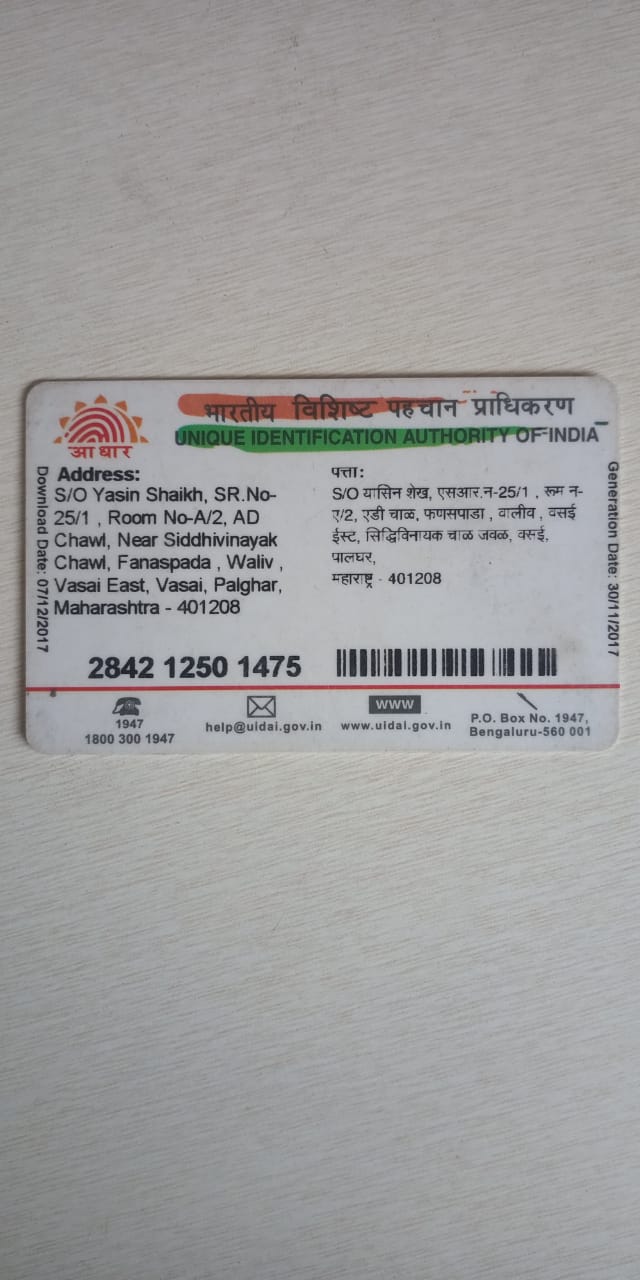 भारतीय विशिष्ट पहचान प्राधिकरण
UNIQUE IDENTIFICATION AUTHORITY OF INDIA
आधार
Address:
S/O Yasin Shaikh, SR.No-
25/1 , Room No-A/2, AD
Chawl, Near Siddhivinayak
Chawl, Fanaspada , Waliv ,
Vasai East, Vasai, Palghar,
Maharashtra - 401208
पत्ता:
S/O यासिन शेख, एसआर.न-25/1 , रूम न-
ए/2, एडी चाळ, फणसपाडा , वालीव , वसई
ईस्ट, सिद्धिविनायक चाळ जवळ, वसई,
पालघर,
महाराष्ट्र - 401208
Download Date: 07/12/2017
Generation Date: 30/11/2017
2842 1250 1475
1947
1800 300 1947
help@uidai.gov.in
www
www.uidai.gov.in
P.O. Box No. 1947,
Bengaluru-560 001